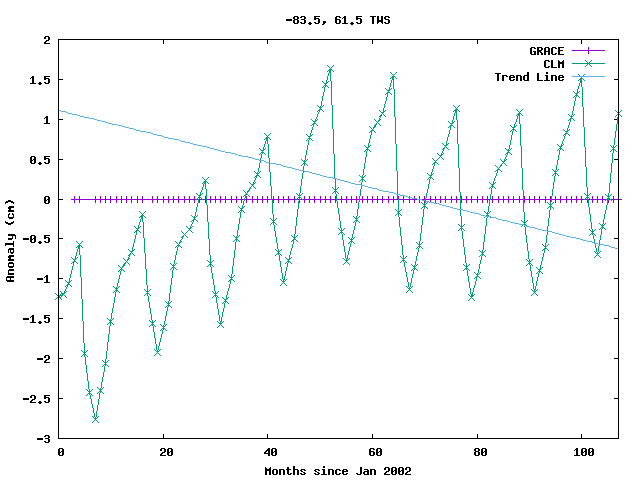 -83.5, 61.5 TWS
GRACE
CLM
Trend Line
2
1.5
1
0.5
0
-0.5
-1
-1.5
-2
-2.5
-3
Anomaly (cm)
0 20 40 60 80 100
Months since Jan 2002